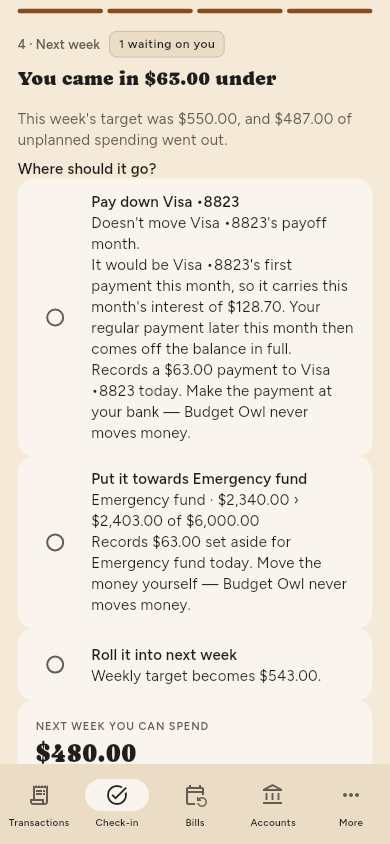 4 · Next week
1 waiting on you
You came in $63.00 under
This week's target was $550.00, and $487.00 of
unplanned spending went out.
Where should it go?
Pay down Visa •8823
Doesn't move Visa •8823's payoff
month.
It would be Visa •8823's first
payment this month, so it carries this
month's interest of $128.70. Your
regular payment later this month then
comes off the balance in full.
Records a $63.00 payment to Visa
•8823 today. Make the payment at
your bank — Budget Owl never
moves money.
Put it towards Emergency fund
Emergency fund · $2,340.00 ›
$2,403.00 of $6,000.00
Records $63.00 set aside for
Emergency fund today. Move the
money yourself — Budget Owl never
moves money.
Roll it into next week
Weekly target becomes $543.00.
NEXT WEEK YOU CAN SPEND
$480.00
Transactions
Check-in
Bills
Accounts
More